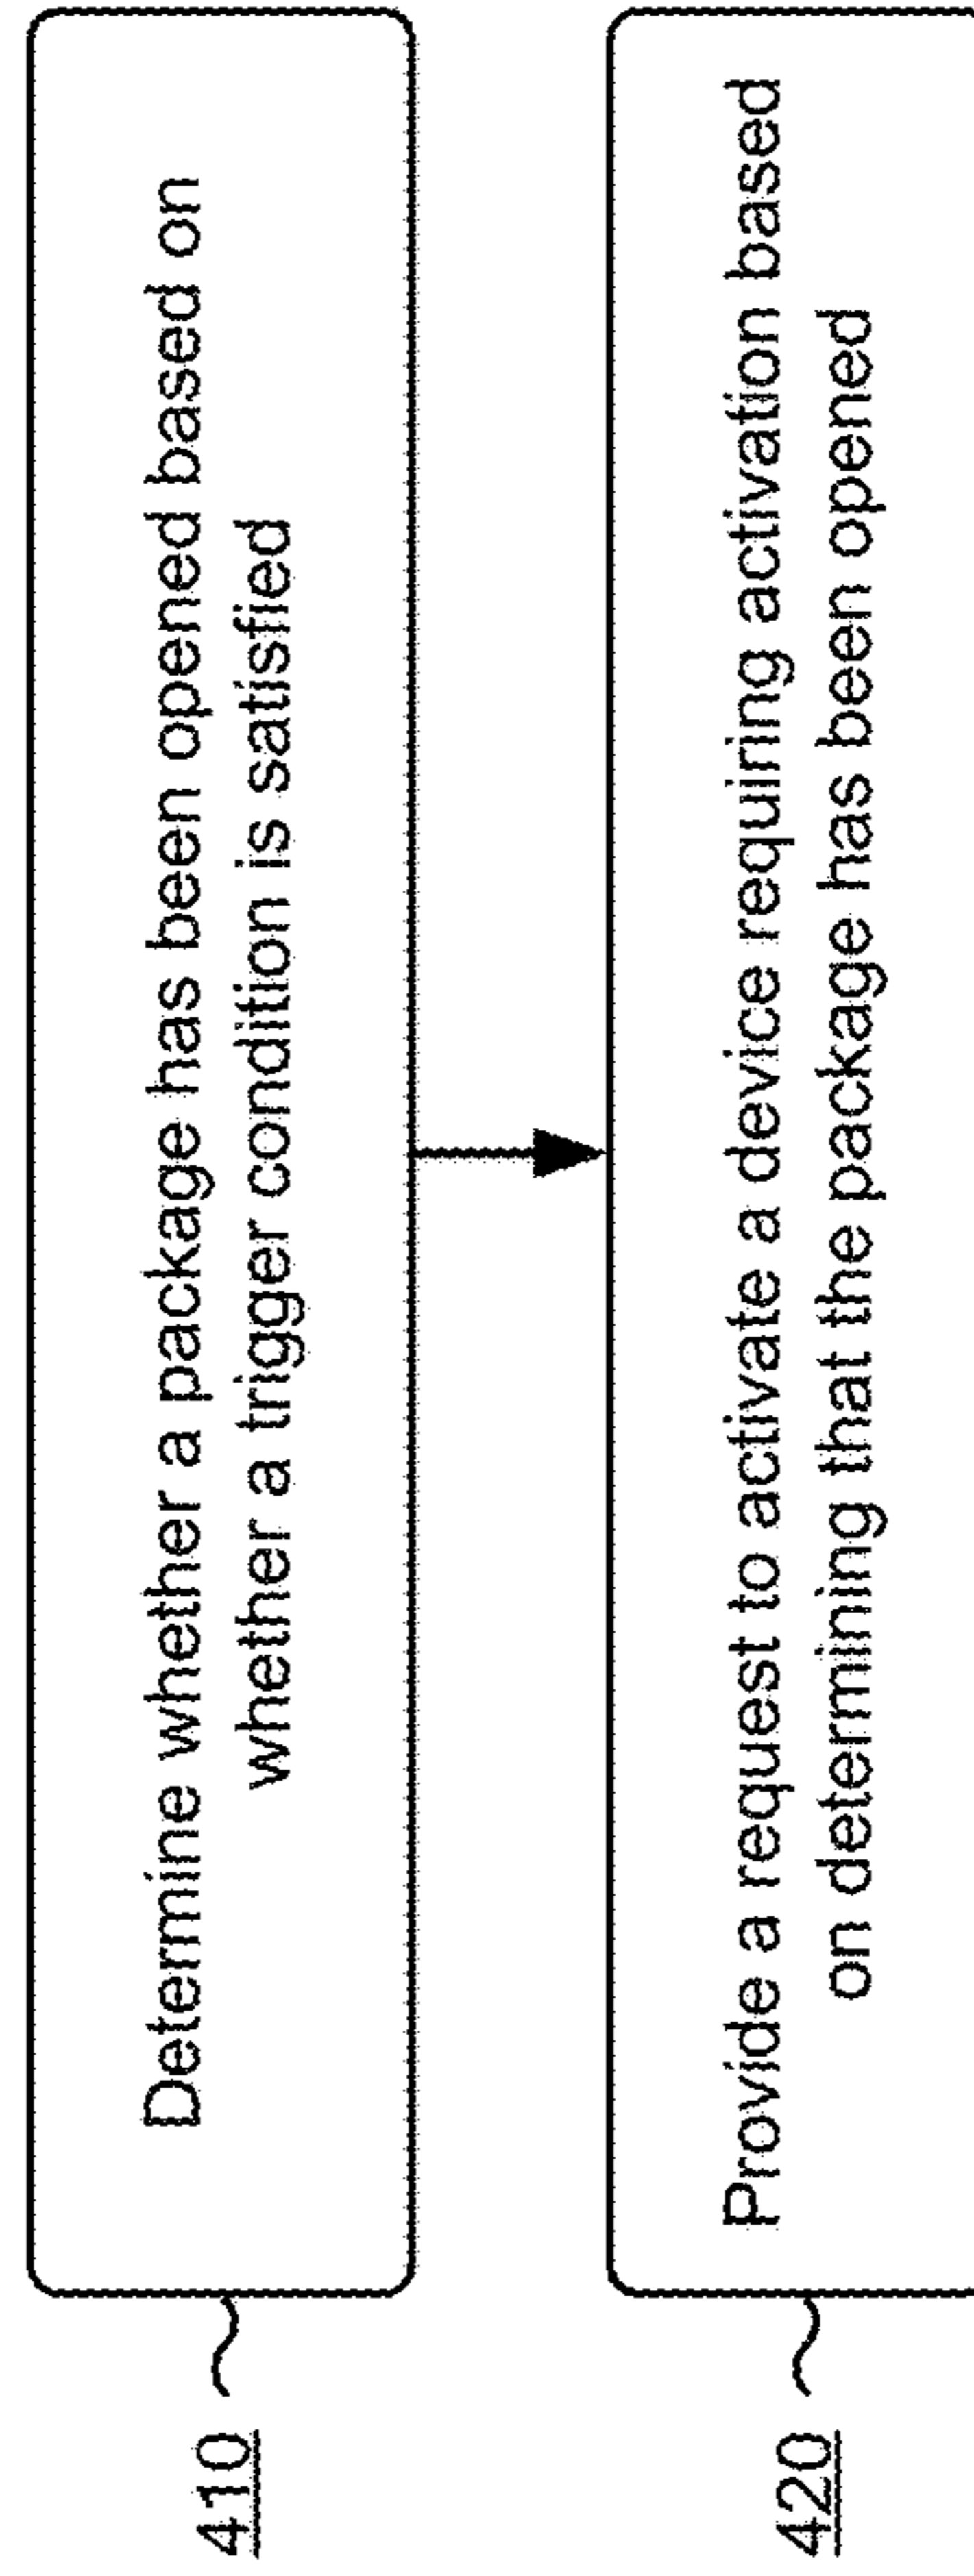 410
Determine whether a package has been opened based on
whether a trigger condition is satisfied
420
Provide a request to activate a device requiring activation based
on determining that the package has been opened